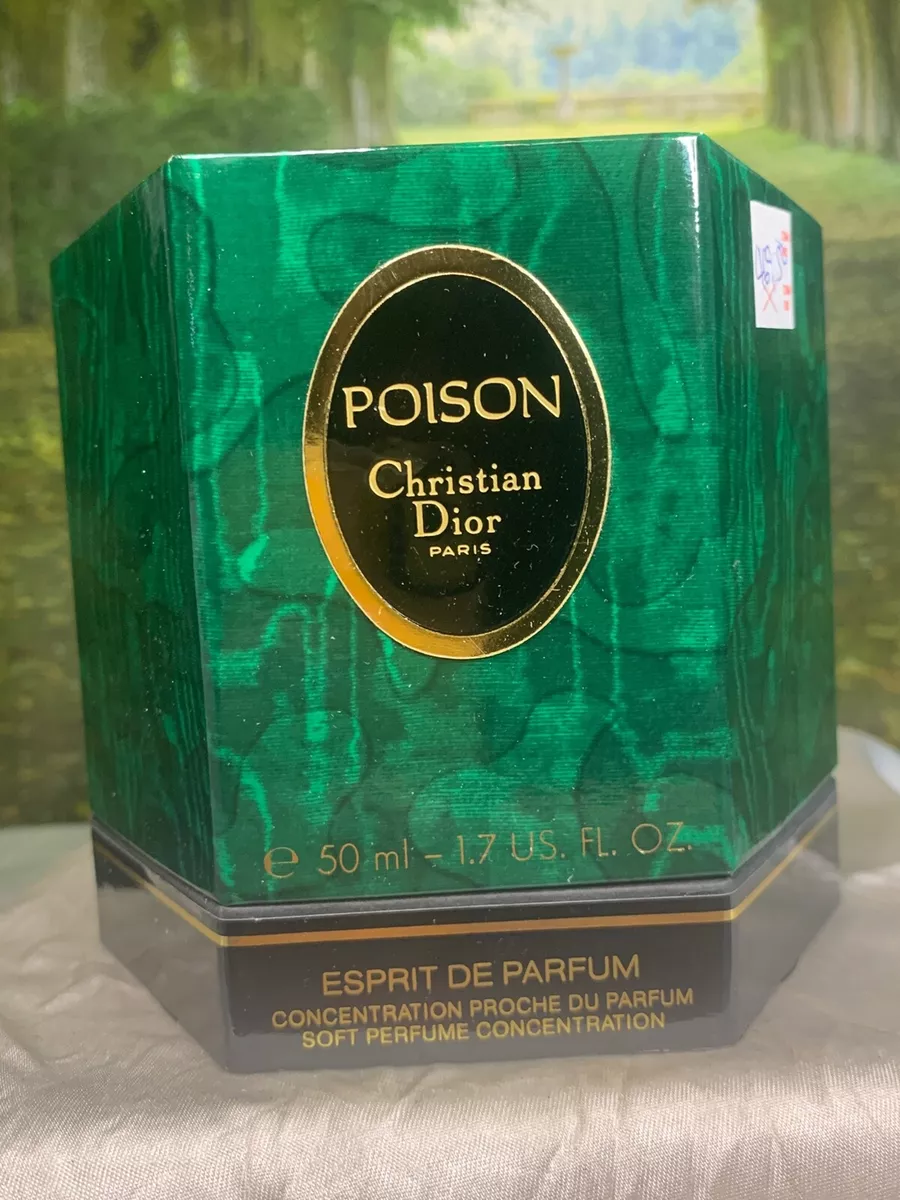 POISON
Christian
Dior
PARIS
e 50 ml – 1.7 US. FL. OZ.
ESPRIT DE PARFUM
CONCENTRATION PROCHE DU PARFUM
SOFT PERFUME CONCENTRATION